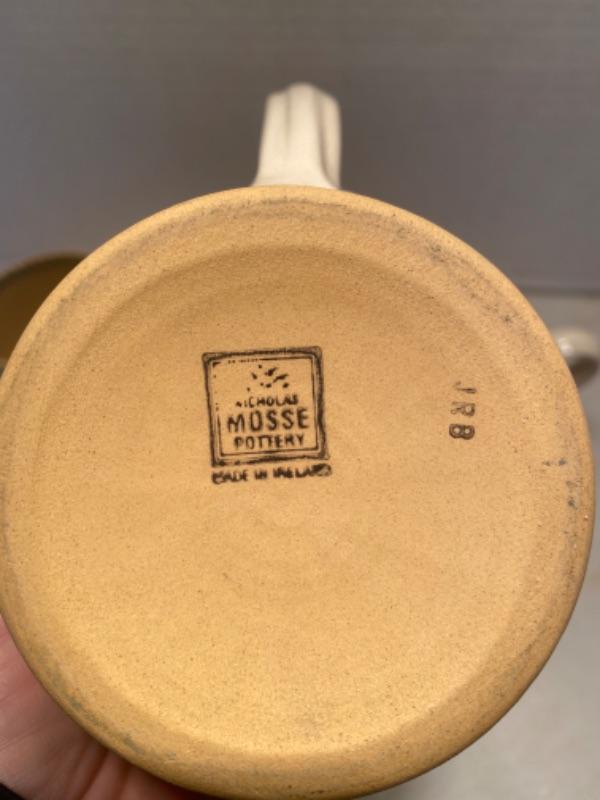 NICHOLAS
MOSSE
POTTERY
MADE IN IRELAND
JRB